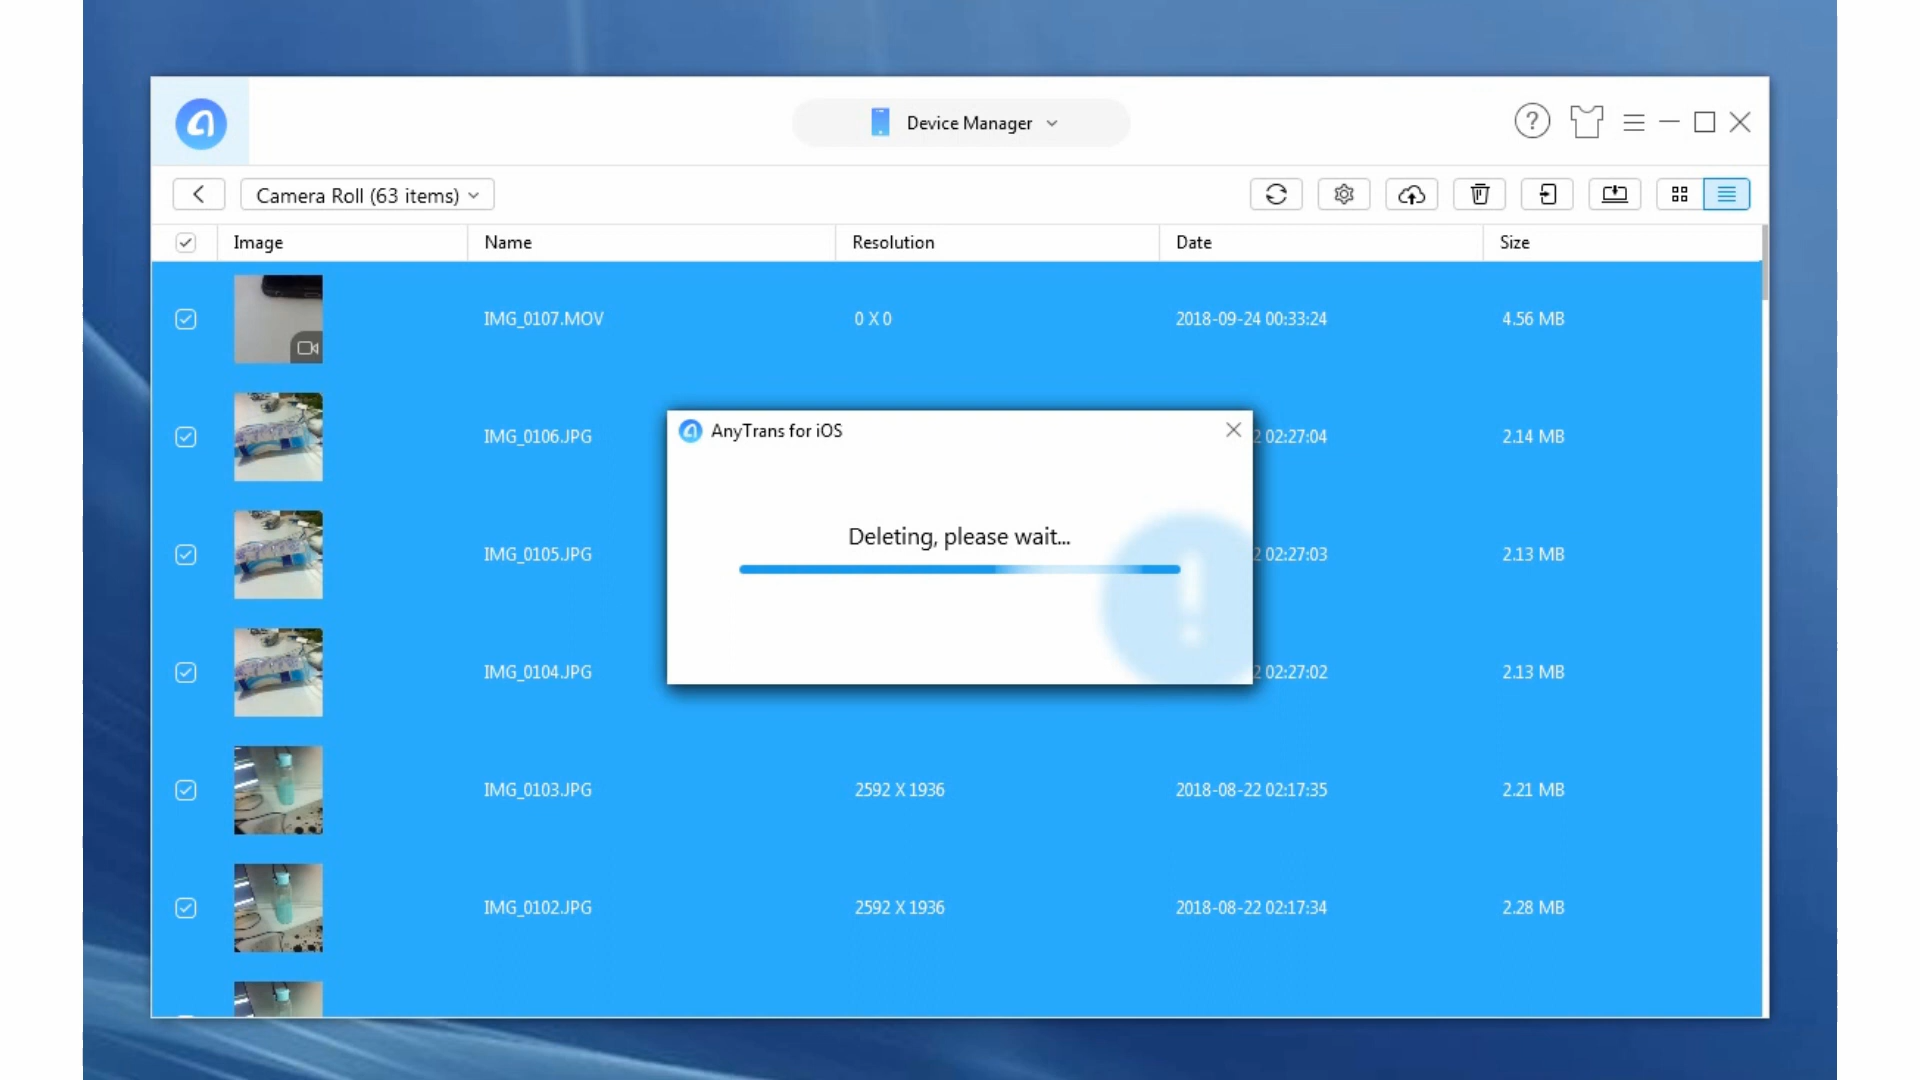 Device Manager
?
Camera Roll (63 items)
Image Name Resolution Date Size
IMG_0107.MOV 0 X 0 2018-09-24 00:33:24 4.56 MB
IMG_0106.JPG 2 02:27:04 2.14 MB
AnyTrans for iOS
Deleting, please wait...
IMG_0105.JPG 2 02:27:03 2.13 MB
IMG_0104.JPG 2 02:27:02 2.13 MB
IMG_0103.JPG 2592 X 1936 2018-08-22 02:17:35 2.21 MB
IMG_0102.JPG 2592 X 1936 2018-08-22 02:17:34 2.28 MB